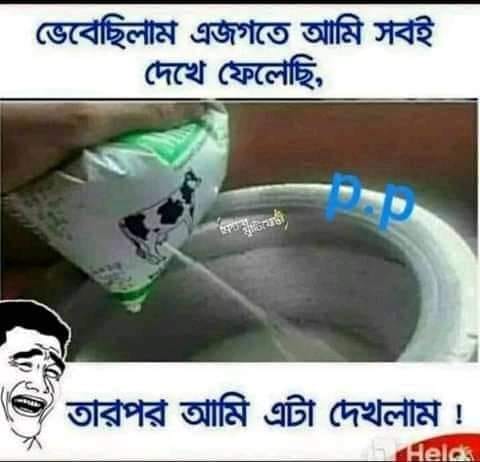 ভেবেছিলাম এজগতে আমি সবই
দেখে ফেলেছি,
p.p
তারপর আমি এটা দেখলাম !
Helo